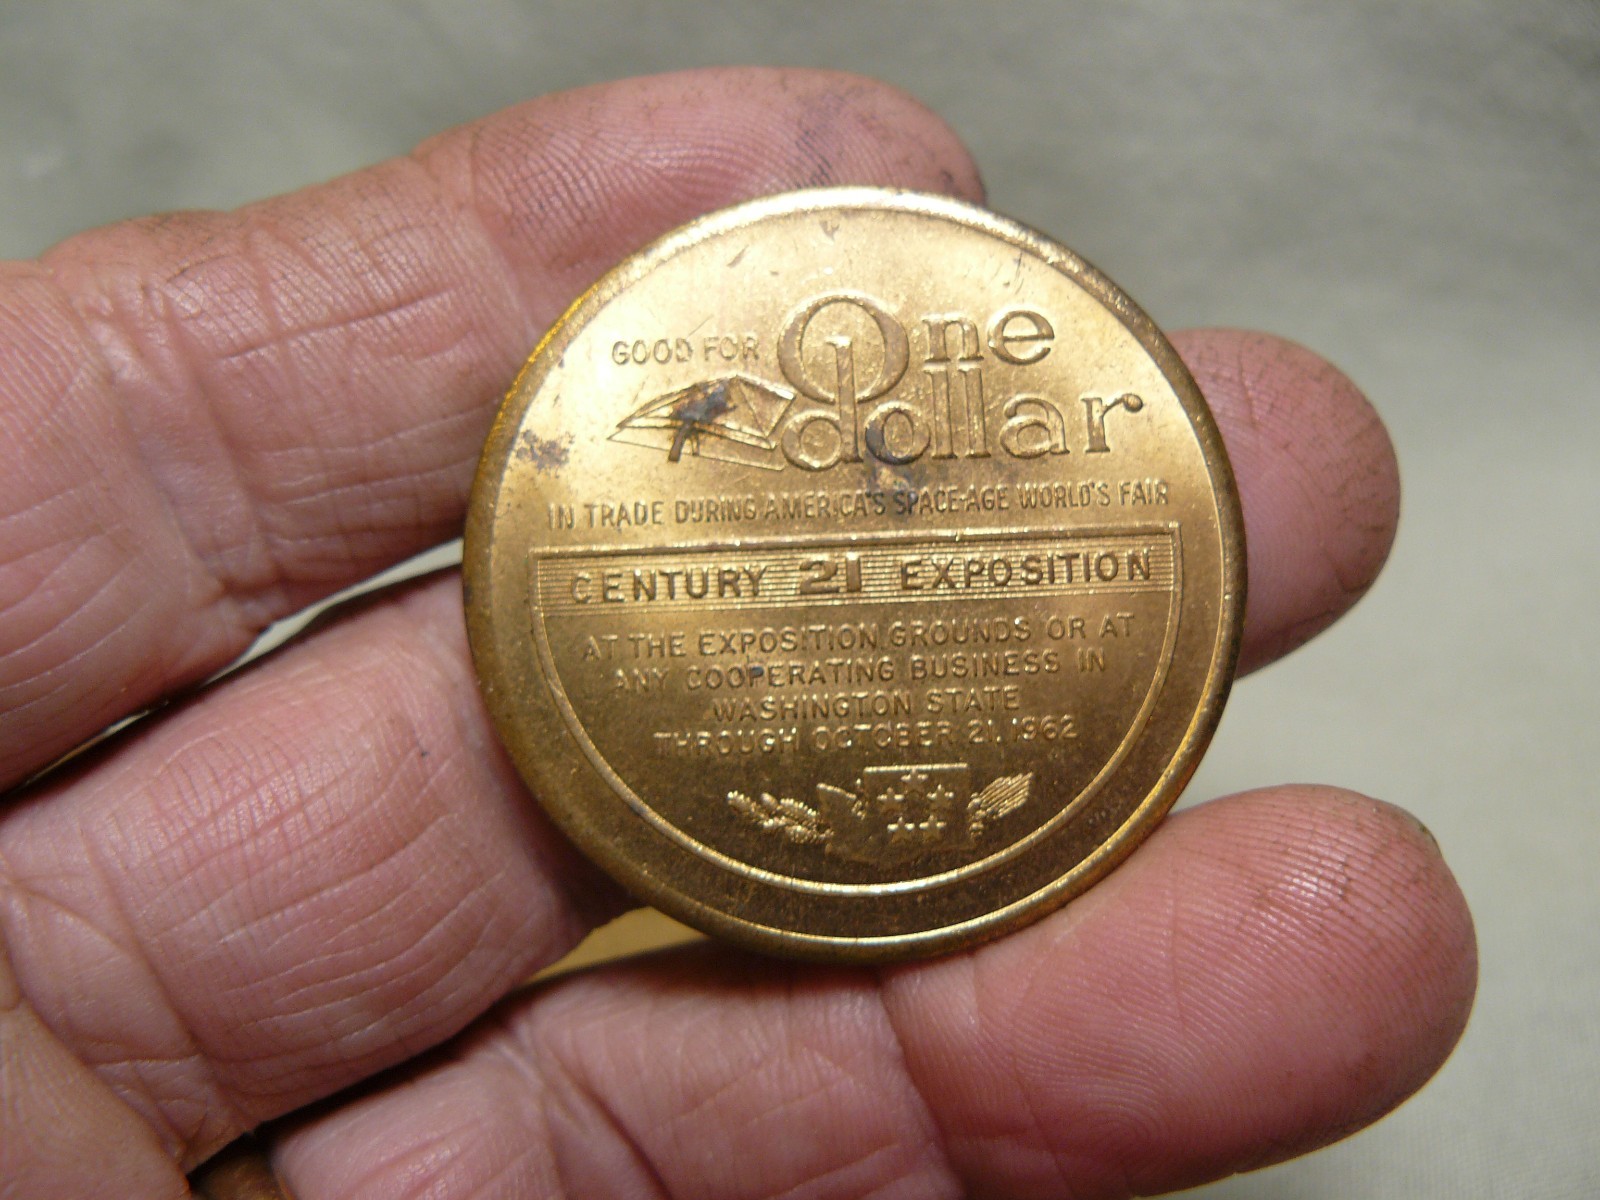 GOOD FOR One dollar
IN TRADE DURING AMERICA'S SPACE-AGE WORLD'S FAIR
CENTURY 21 EXPOSITION
AT THE EXPOSITION GROUNDS OR AT
ANY COOPERATING BUSINESS IN
WASHINGTON STATE
THROUGH OCTOBER 21, 1962